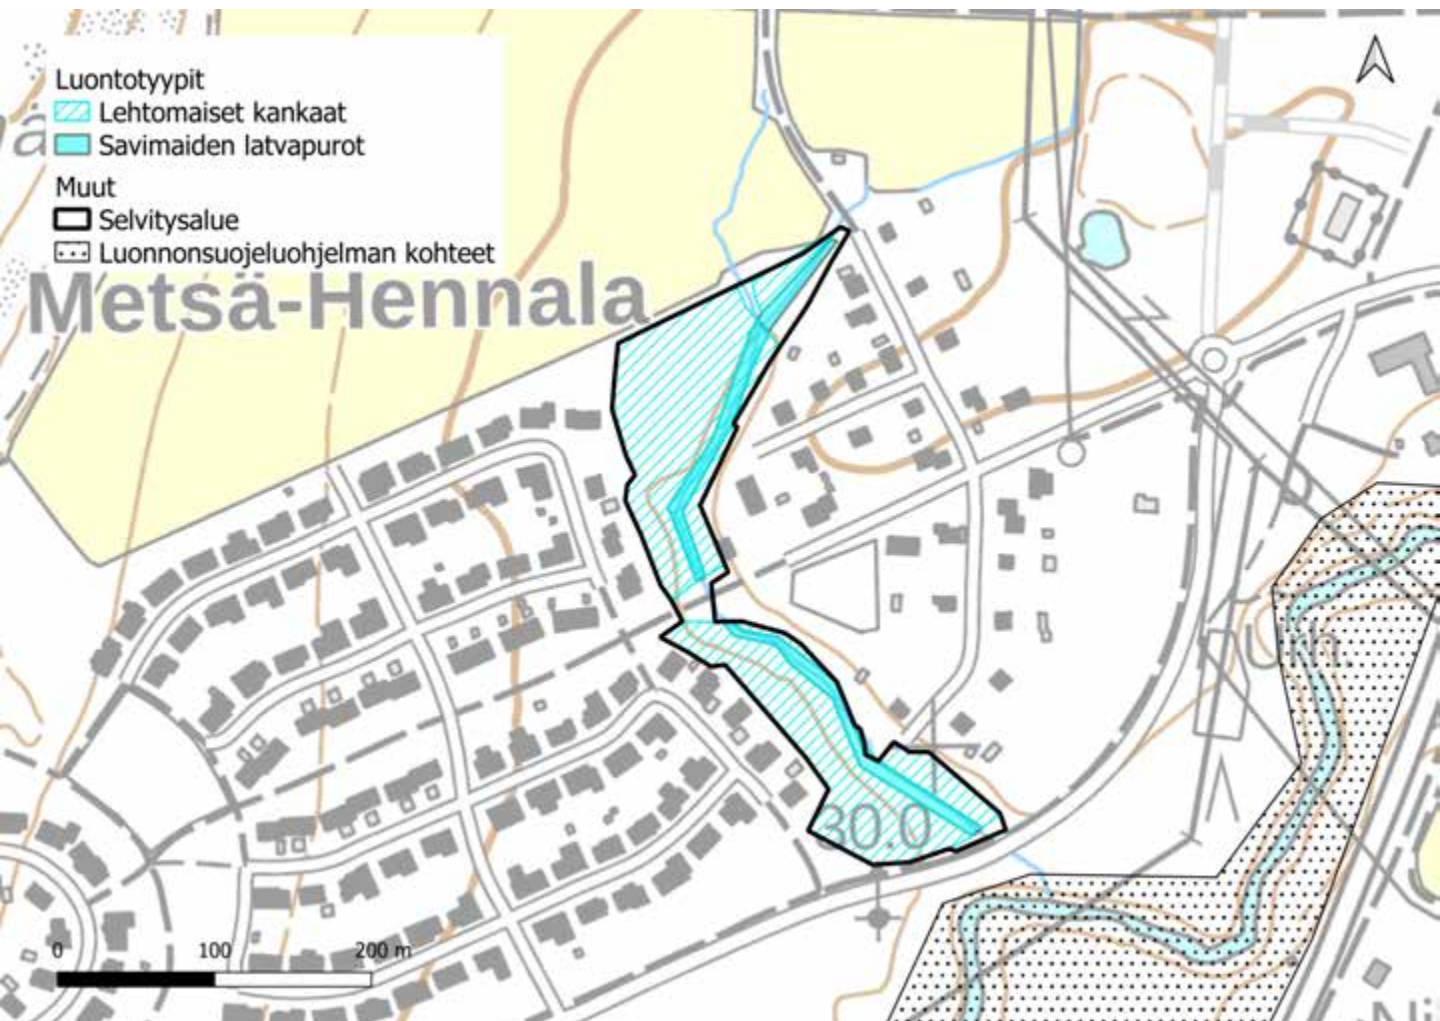 Luontotyypit
Lehtomaiset kankaat
Savimaiden latvapurot
Muut
Selvitysalue
Luonnonsuojeluohjelman kohteet
Metsä-Hennala
30.0
0 100 200 m